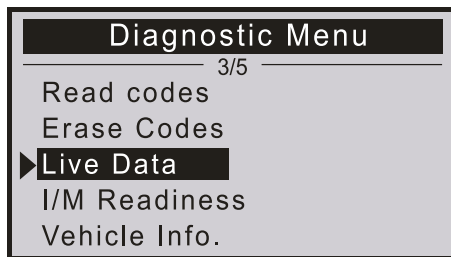 Diagnostic Menu
3/5
Read codes
Erase Codes
Live Data
I/M Readiness
Vehicle Info.